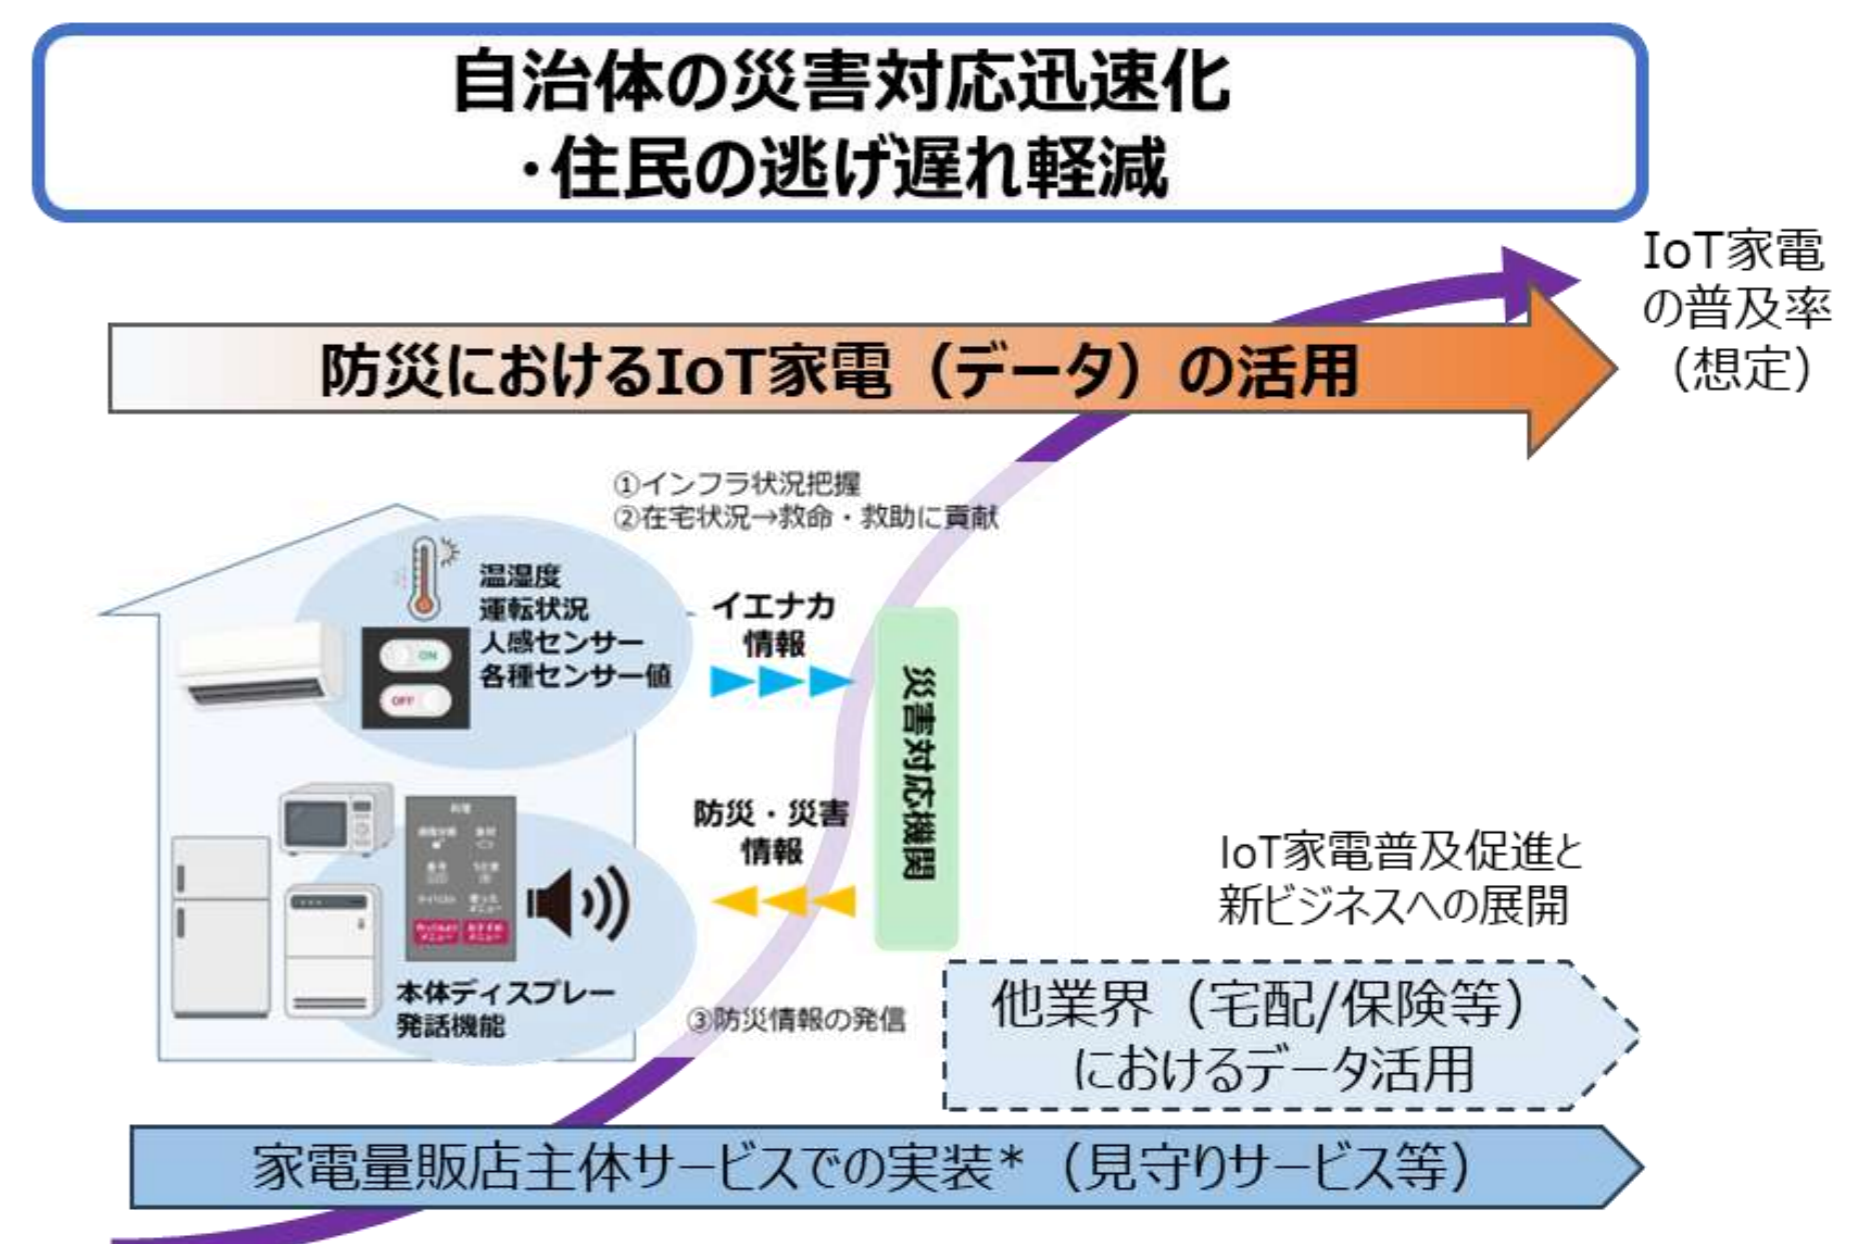 自治体の災害対応迅速化
・住民の逃げ遅れ軽減
IoT家電
の普及率
（想定）
防災におけるIoT家電（データ）の活用
①インフラ状況把握
②在宅状況→救命・救助に貢献
温湿度
運転状況
人感センサー
各種センサー値
ON
OFF
イエナカ
情報
災害対応機関
防災・災害
情報
本体ディスプレー
発話機能
③防災情報の発信
IoT家電普及促進と
新ビジネスへの展開
他業界（宅配/保険等）
におけるデータ活用
家電量販店主体サービスでの実装*（見守りサービス等）